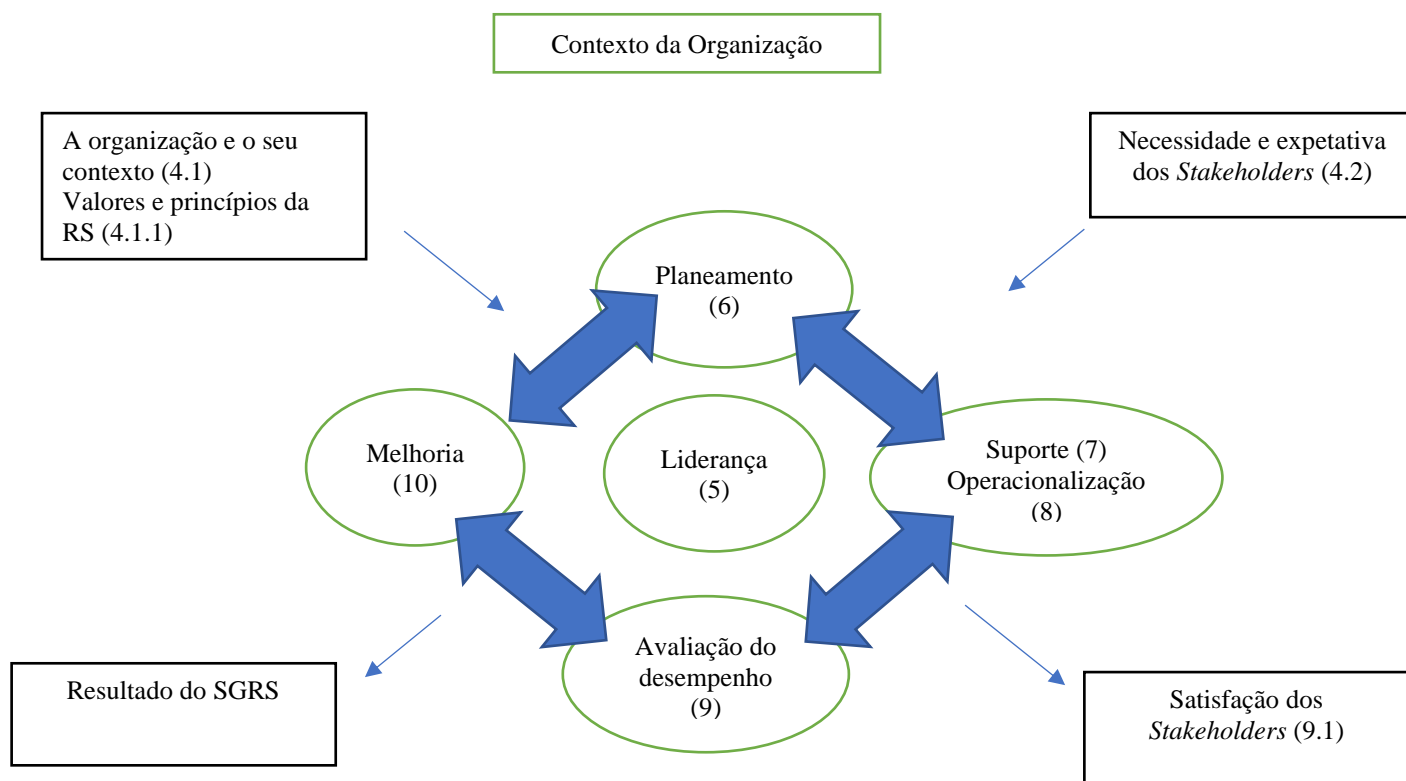 Contexto da Organização
A organização e o seu
contexto (4.1)
Valores e princípios da
RS (4.1.1)
Necessidade e expetativa
dos Stakeholders (4.2)
Planeamento
(6)
Melhoria
(10)
Liderança
(5)
Suporte (7)
Operacionalização
(8)
Avaliação do
desempenho
(9)
Resultado do SGRS
Satisfação dos
Stakeholders (9.1)